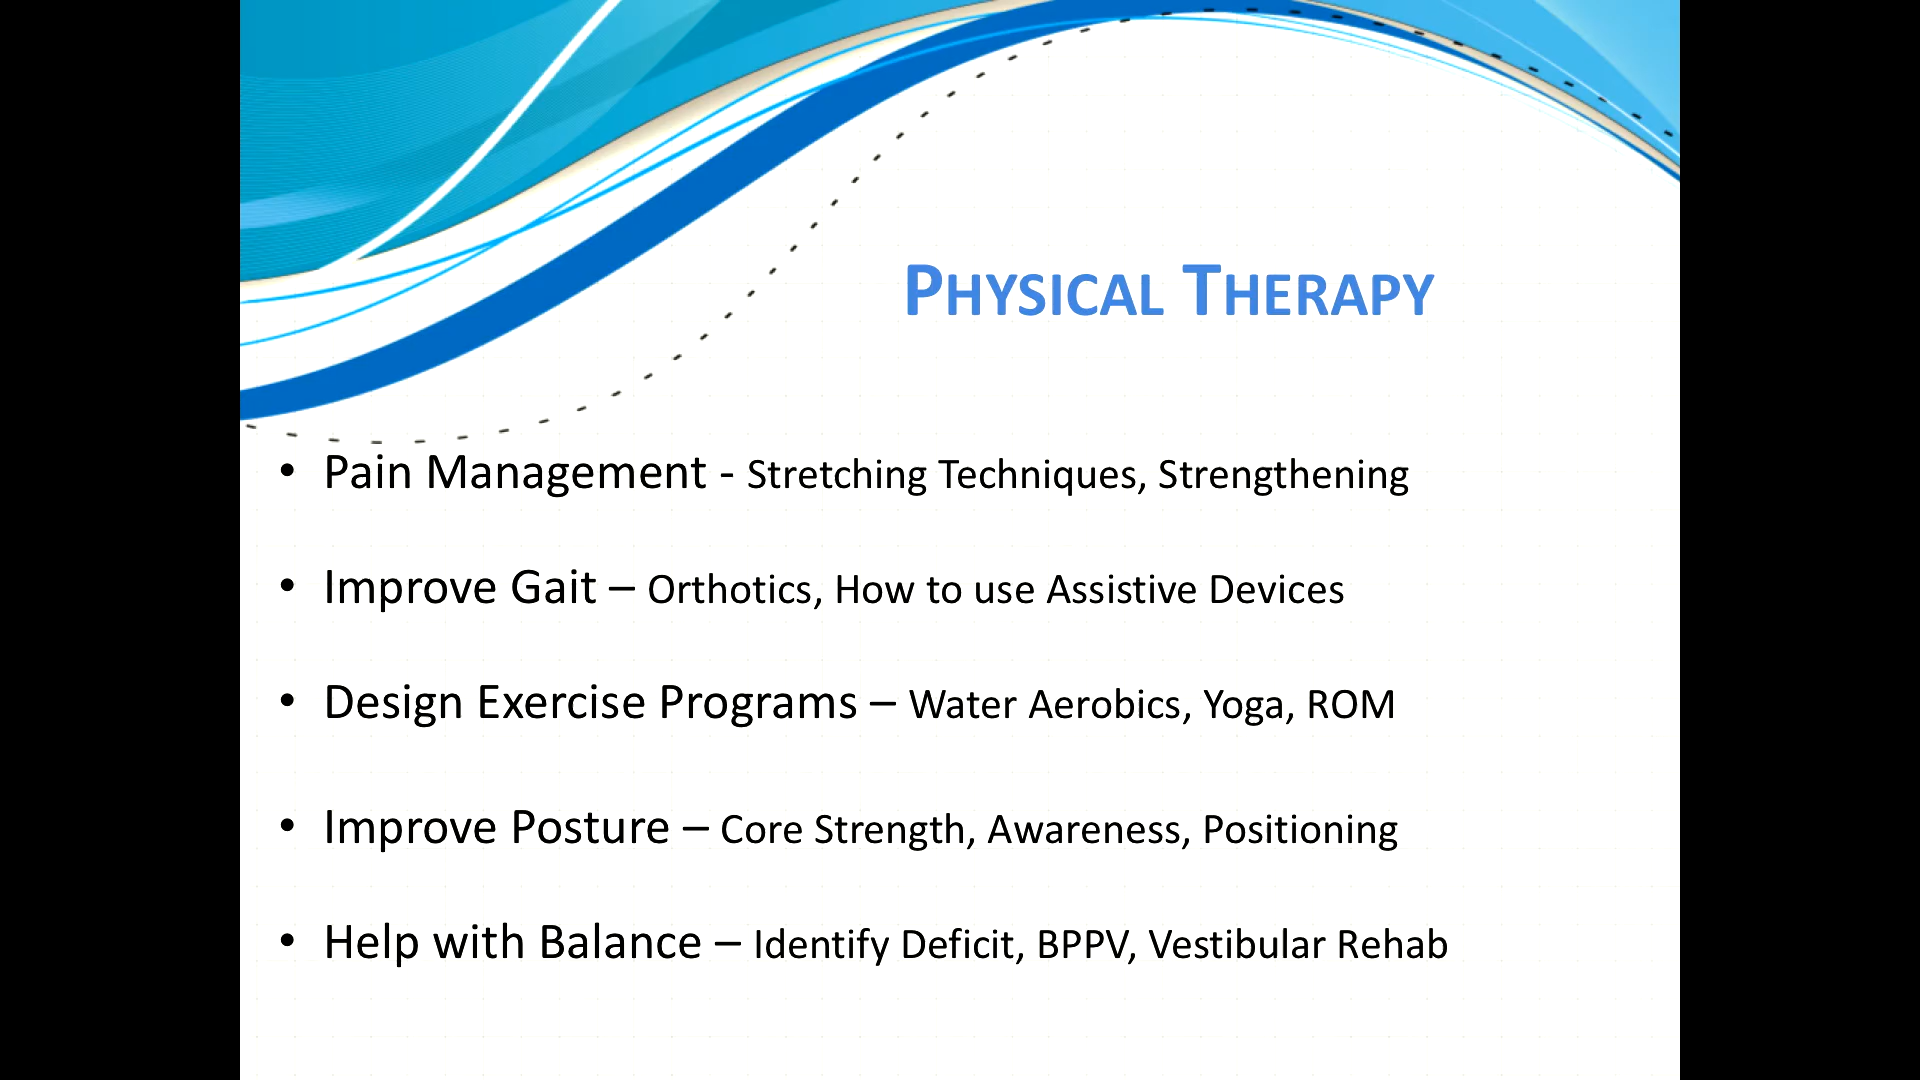 Physical Therapy
• Pain Management - Stretching Techniques, Strengthening
• Improve Gait – Orthotics, How to use Assistive Devices
• Design Exercise Programs – Water Aerobics, Yoga, ROM
• Improve Posture – Core Strength, Awareness, Positioning
• Help with Balance – Identify Deficit, BPPV, Vestibular Rehab